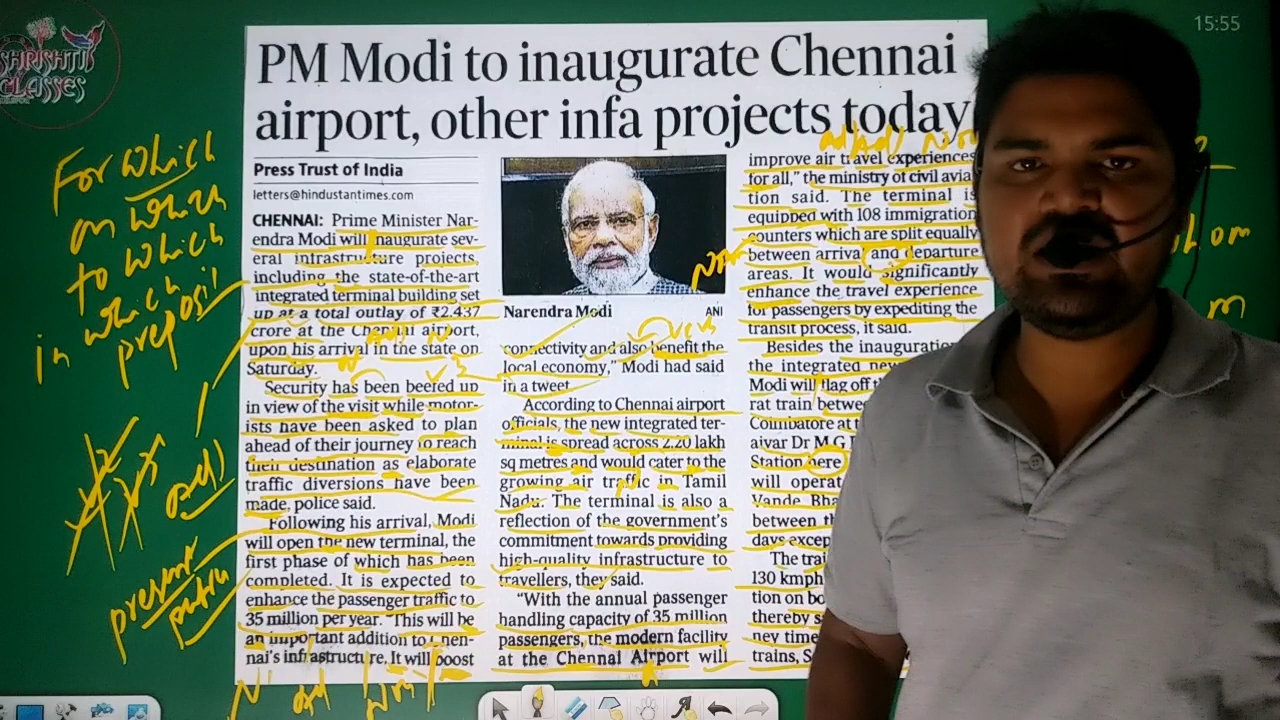 15:55
SHRISHTI
CLASSES
PM Modi to inaugurate Chennai
airport, other infa projects today
Press Trust of India
letters@hindustantimes.com
CHENNAI: Prime Minister Nar-
endra Modi will inaugurate sev-
eral infrastructure projects,
including the state-of-the-art
integrated terminal building set
up at a total outlay of ₹2,437
crore at the Chennai airport,
upon his arrival in the state on
Saturday.
Security has been beefed up
in view of the visit while motor-
ists have been asked to plan
ahead of their journey to reach
their destination as elaborate
traffic diversions have been
made, police said.
Following his arrival, Modi
will open the new terminal, the
first phase of which has been
completed. It is expected to
enhance the passenger traffic to
35 million per year. "This will be
an important addition to Chen-
nai's infrastructure. It will boost
Narendra Modi
ANI
connectivity and also benefit the
local economy," Modi had said
in a tweet.
According to Chennai airport
officials, the new integrated ter-
minal is spread across 2.20 lakh
sq metres and would cater to the
growing air traffic in Tamil
Nadu. The terminal is also a
reflection of the government's
commitment towards providing
high-quality infrastructure to
travellers, they said.
"With the annual passenger
handling capacity of 35 million
passengers, the modern facility
at the Chennai Airport will
improve air travel experiences
for all," the ministry of civil avia
tion said. The terminal is
equipped with 108 immigration
counters which are split equally
between arrival and departure
areas. It would significantly
enhance the travel experience
for passengers by expediting the
transit process, it said.
Besides the inauguration
the integrated new
Modi will flag off th
rat train betwee
Coimbatore at t
aivar Dr M G
Station here
will operat
Vande Bha
between th
days excep
The trai
130 kmph
tion on bo
thereby s
ney time
trains, S
For which
on which
to which
in which
preposit